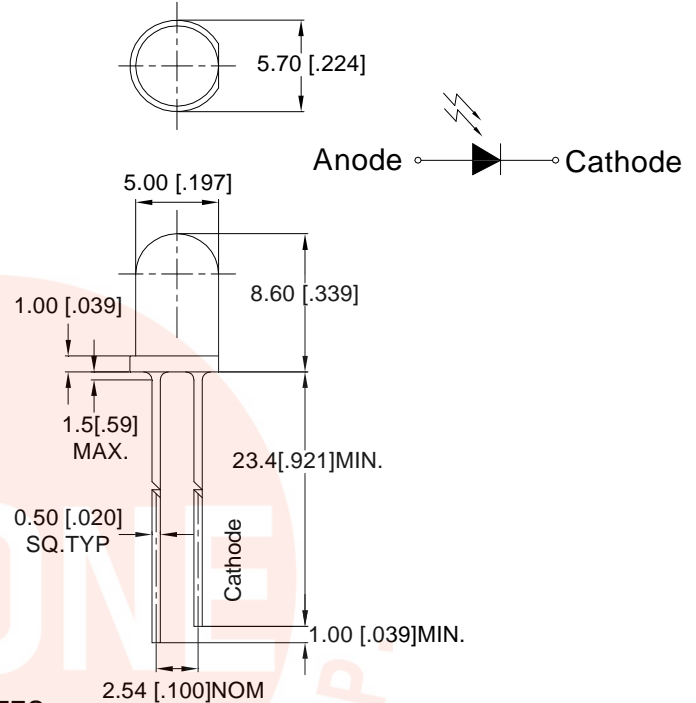 5.70 [.224]
Anode
Cathode
5.00 [.197]
8.60 [.339]
1.00 [.039]
1.5[.59]
MAX.
23.4[.921]MIN.
0.50 [.020]
SQ.TYP
Cathode
1.00 [.039]MIN.
2.54 [.100]NOM
ONE
P.